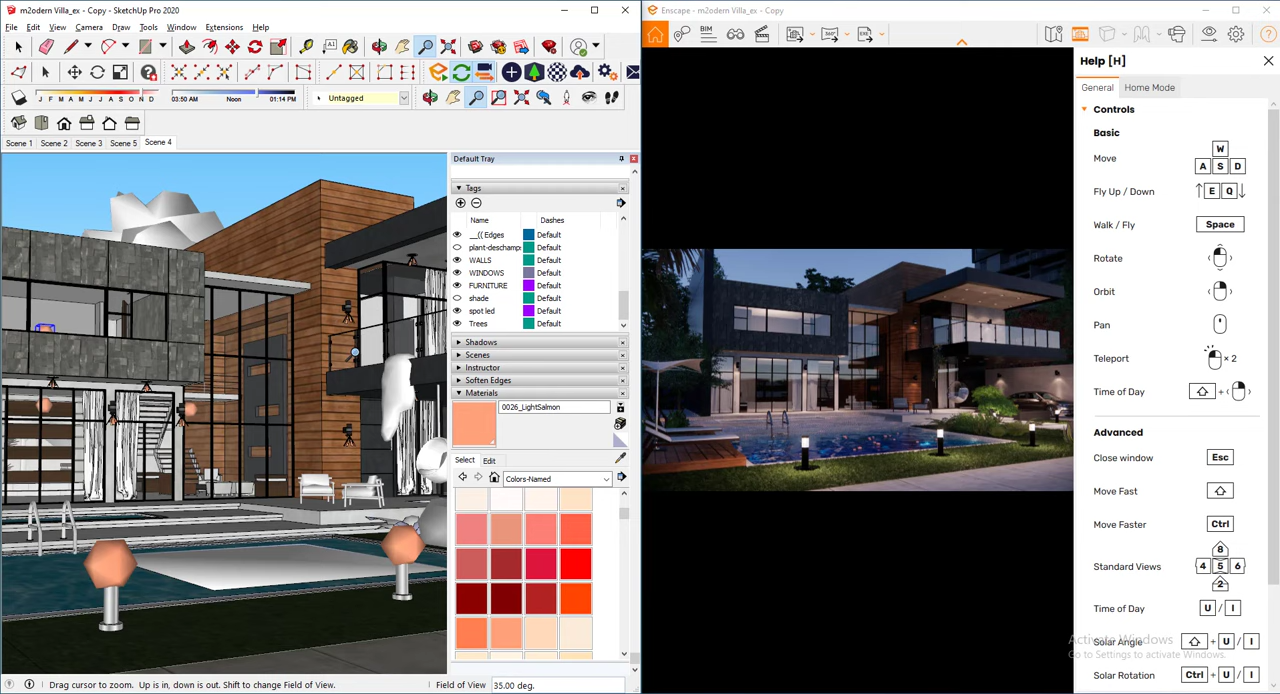 m2odern Villa_ex - Copy - SketchUp Pro 2020
File Edit View Camera Draw Tools Window Extensions Help
J F M A M J J A S O N D
03:50 AM Noon 01:14 PM
Untagged
Scene 1 Scene 2 Scene 3 Scene 5 Scene 4
Default Tray
Tags
Name Dashes
__(( Edges Default
plant-deschamps Default
WALLS Default
WINDOWS Default
FURNITURE Default
shade Default
spot led Default
Trees Default
Shadows
Scenes
Instructor
Soften Edges
Materials
0026_LightSalmon
Select Edit
Colors-Named
Drag cursor to zoom. Up is in, down is out. Shift to change Field of View.
Field of View 35.00 deg.
Enscape - m2odern Villa_ex - Copy
BIM
360°
EXE
Help [H]
General Home Mode
Controls
Basic
Move W A S D
Fly Up / Down E Q
Walk / Fly Space
Rotate
Orbit
Pan
Teleport × 2
Time of Day +
Advanced
Close window Esc
Move Fast
Move Faster Ctrl
Standard Views 8 4 5 6 2
Time of Day U / I
Solar Angle + U / I
Solar Rotation Ctrl + U / I
Activate Windows
Go to Settings to activate Windows.